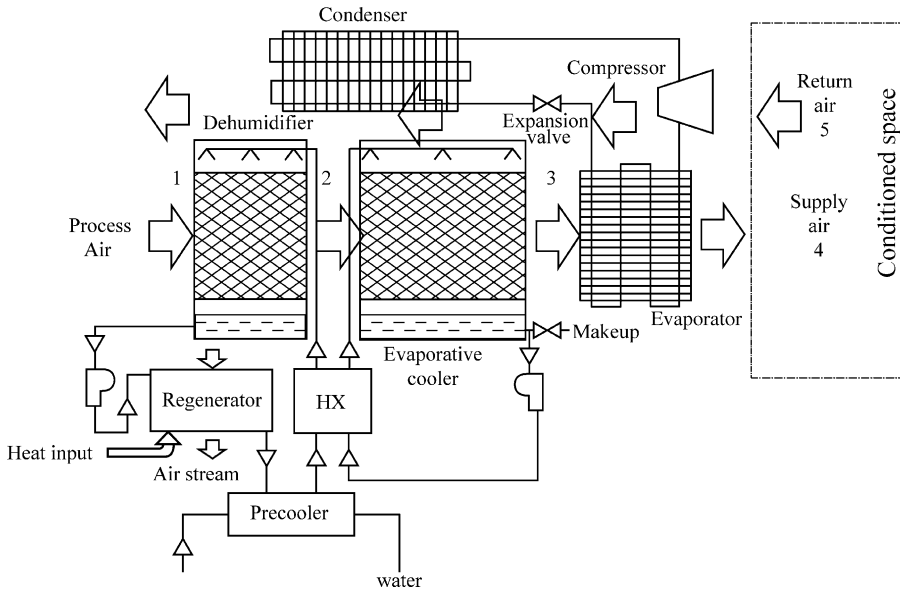 Condenser
Compressor
Return
air
5
Dehumidifier
Expansion
valve
1
2
3
Process
Air
Supply
air
4
Conditioned space
Evaporator
Makeup
Evaporative
cooler
Regenerator
HX
Heat input
Air stream
Precooler
water